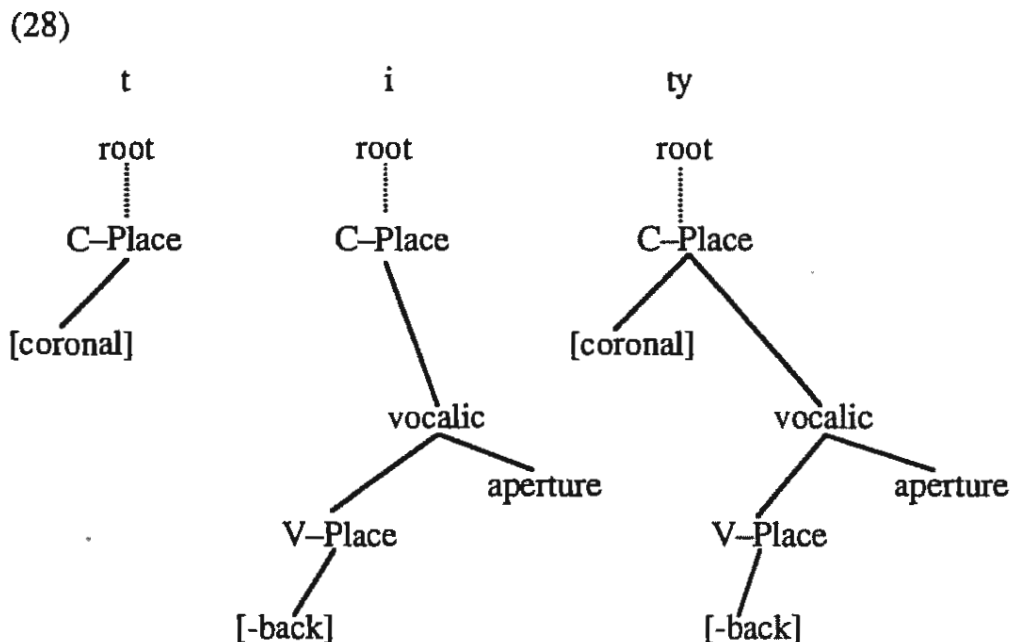 (28)
t i ty
root root root
C–Place C–Place C–Place
[coronal] [coronal]
vocalic vocalic
aperture aperture
V–Place V–Place
[-back] [-back]